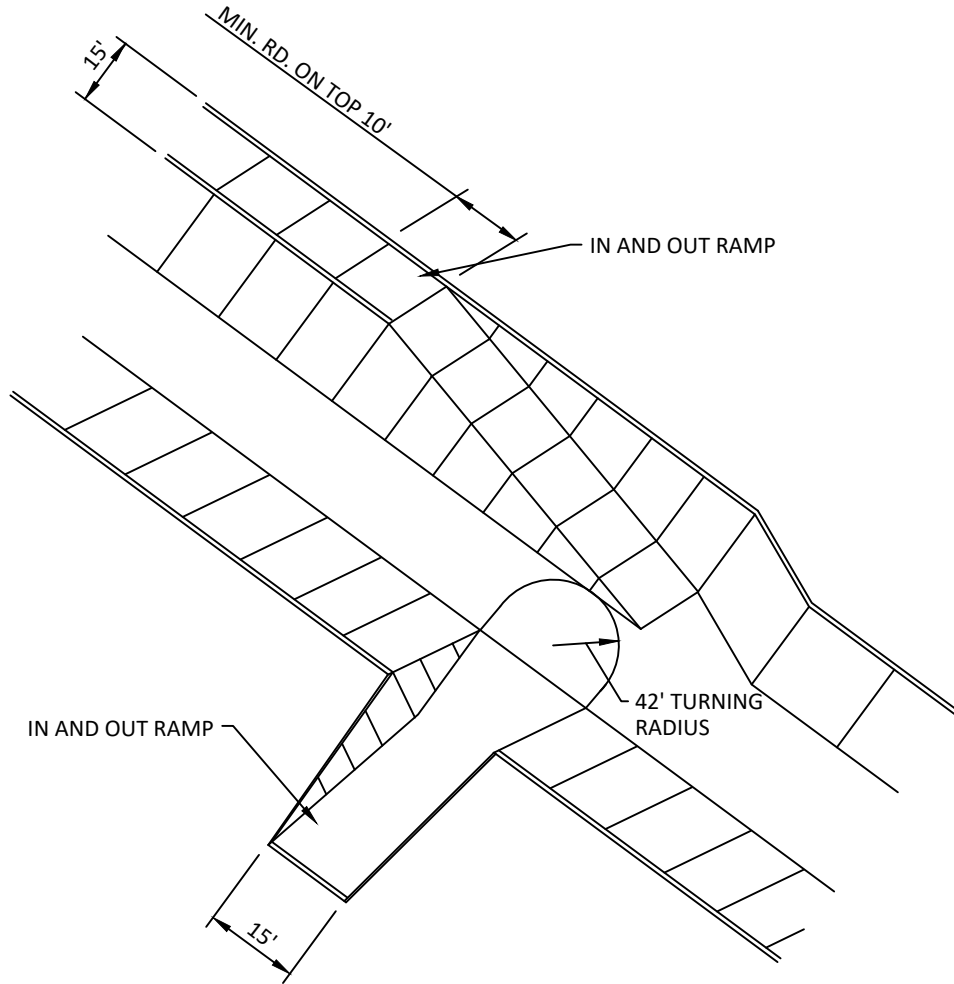 MIN. RD. ON TOP 10'
15'
IN AND OUT RAMP
42' TURNING
RADIUS
IN AND OUT RAMP
15'